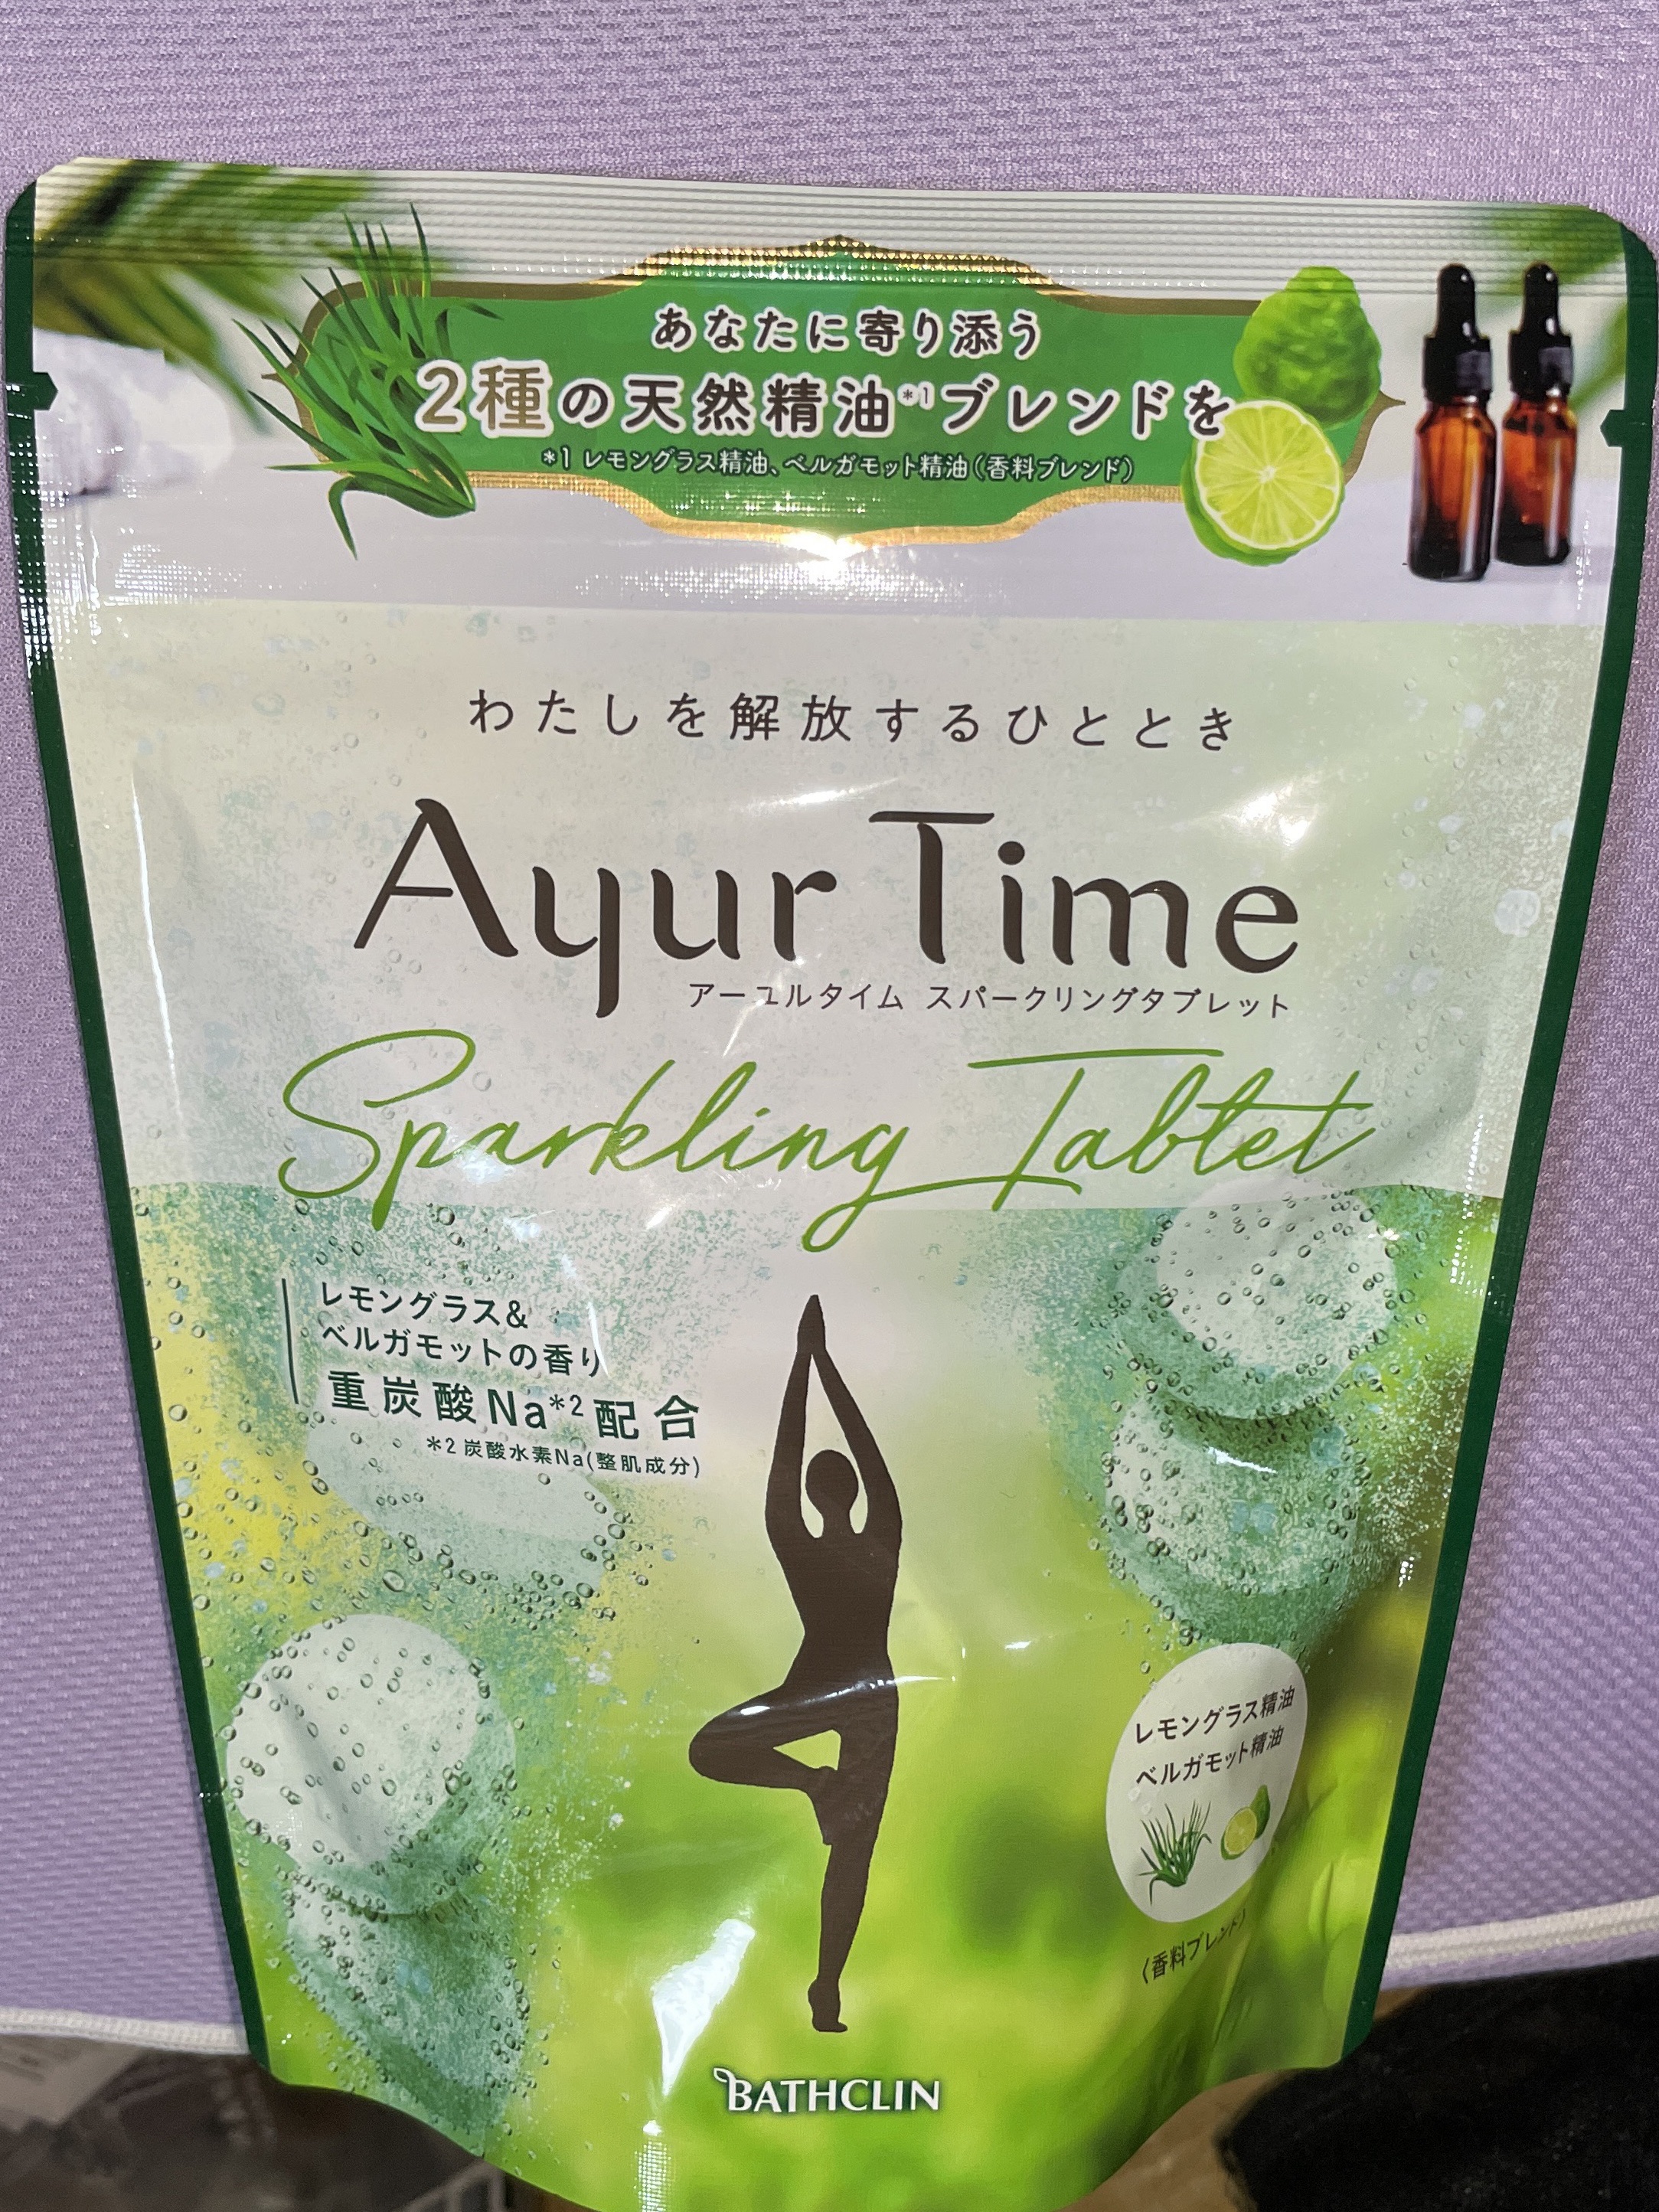 あなたに寄り添う
2種の天然精油*1ブレンドを
*1 レモングラス精油、ベルガモット精油(香料ブレンド)
わたしを解放するひととき
Ayur Time
アーユルタイム スパークリングタブレット
Sparkling Tablet
レモングラス&
ベルガモットの香り
重炭酸Na*2配合
*2 炭酸水素Na(整肌成分)
レモングラス精油
ベルガモット精油
(香料ブレンド)
BATHCLIN